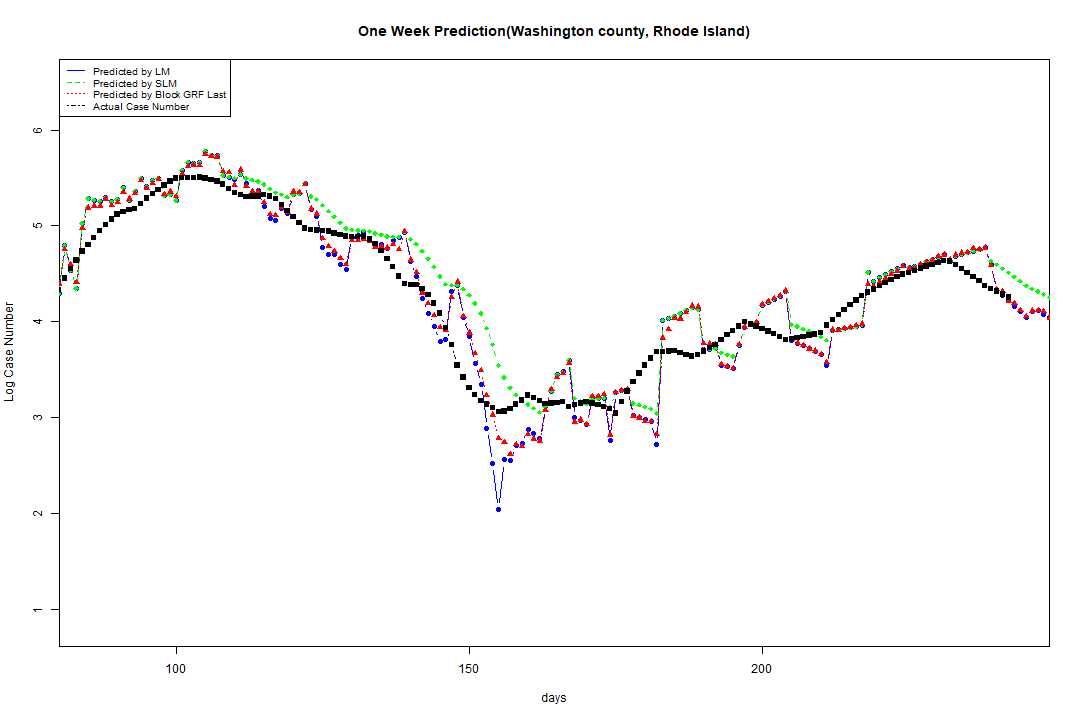 One Week Prediction(Washington county, Rhode Island)
Predicted by LM
Predicted by SLM
Predicted by Block GRF Last
Actual Case Number
6
5
4
3
2
1
Log Case Number
100 150 200
days